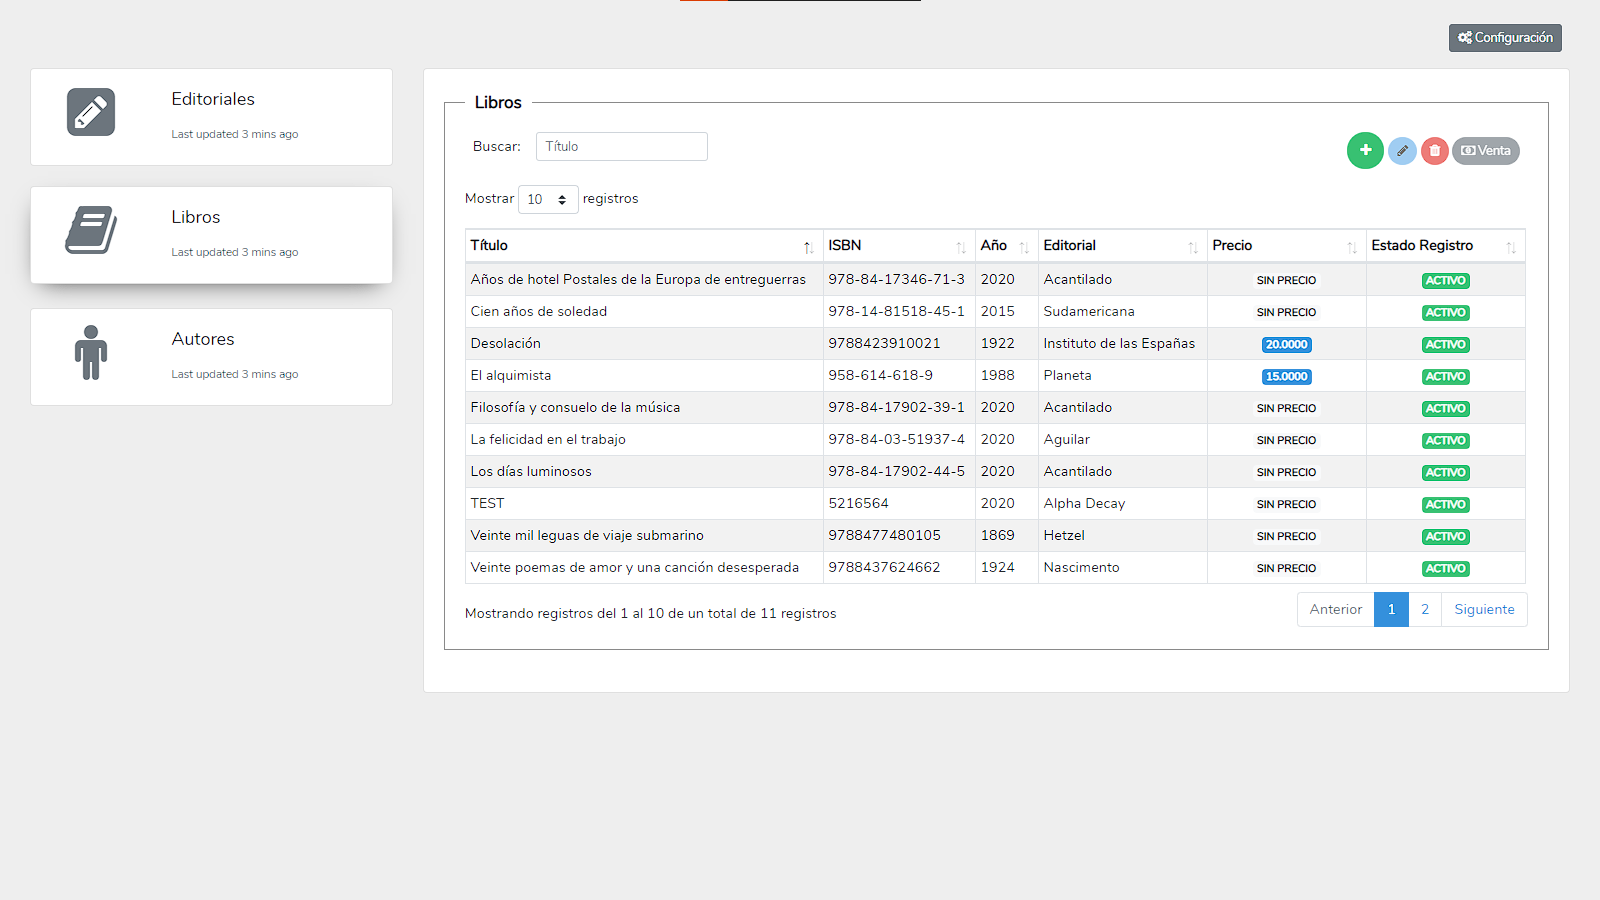 Configuración
Editoriales
Last updated 3 mins ago
Libros
Last updated 3 mins ago
Autores
Last updated 3 mins ago
Libros
Buscar: Título
Venta
Mostrar 10 registros
Título ISBN Año Editorial Precio Estado Registro
Años de hotel Postales de la Europa de entreguerras 978-84-17346-71-3 2020 Acantilado SIN PRECIO ACTIVO
Cien años de soledad 978-14-81518-45-1 2015 Sudamericana SIN PRECIO ACTIVO
Desolación 9788423910021 1922 Instituto de las Españas 20.0000 ACTIVO
El alquimista 958-614-618-9 1988 Planeta 15.0000 ACTIVO
Filosofía y consuelo de la música 978-84-17902-39-1 2020 Acantilado SIN PRECIO ACTIVO
La felicidad en el trabajo 978-84-03-51937-4 2020 Aguilar SIN PRECIO ACTIVO
Los días luminosos 978-84-17902-44-5 2020 Acantilado SIN PRECIO ACTIVO
TEST 5216564 2020 Alpha Decay SIN PRECIO ACTIVO
Veinte mil leguas de viaje submarino 9788477480105 1869 Hetzel SIN PRECIO ACTIVO
Veinte poemas de amor y una canción desesperada 9788437624662 1924 Nascimento SIN PRECIO ACTIVO
Mostrando registros del 1 al 10 de un total de 11 registros
Anterior 1 2 Siguiente